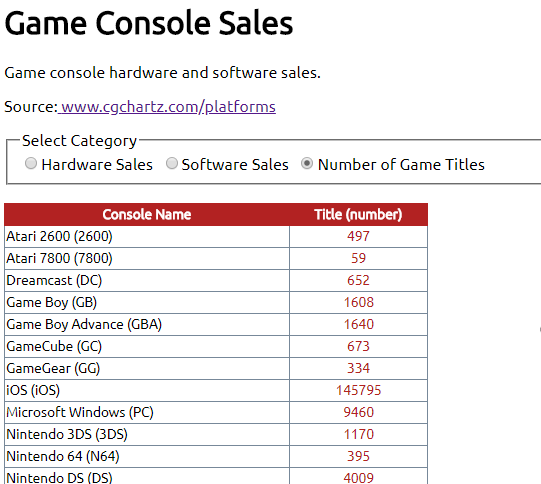 Game Console Sales
Game console hardware and software sales.
Source: www.cgchartz.com/platforms
Select Category
Hardware Sales Software Sales Number of Game Titles
Console Name Title (number)
Atari 2600 (2600) 497
Atari 7800 (7800) 59
Dreamcast (DC) 652
Game Boy (GB) 1608
Game Boy Advance (GBA) 1640
GameCube (GC) 673
GameGear (GG) 334
iOS (iOS) 145795
Microsoft Windows (PC) 9460
Nintendo 3DS (3DS) 1170
Nintendo 64 (N64) 395
Nintendo DS (DS) 4009